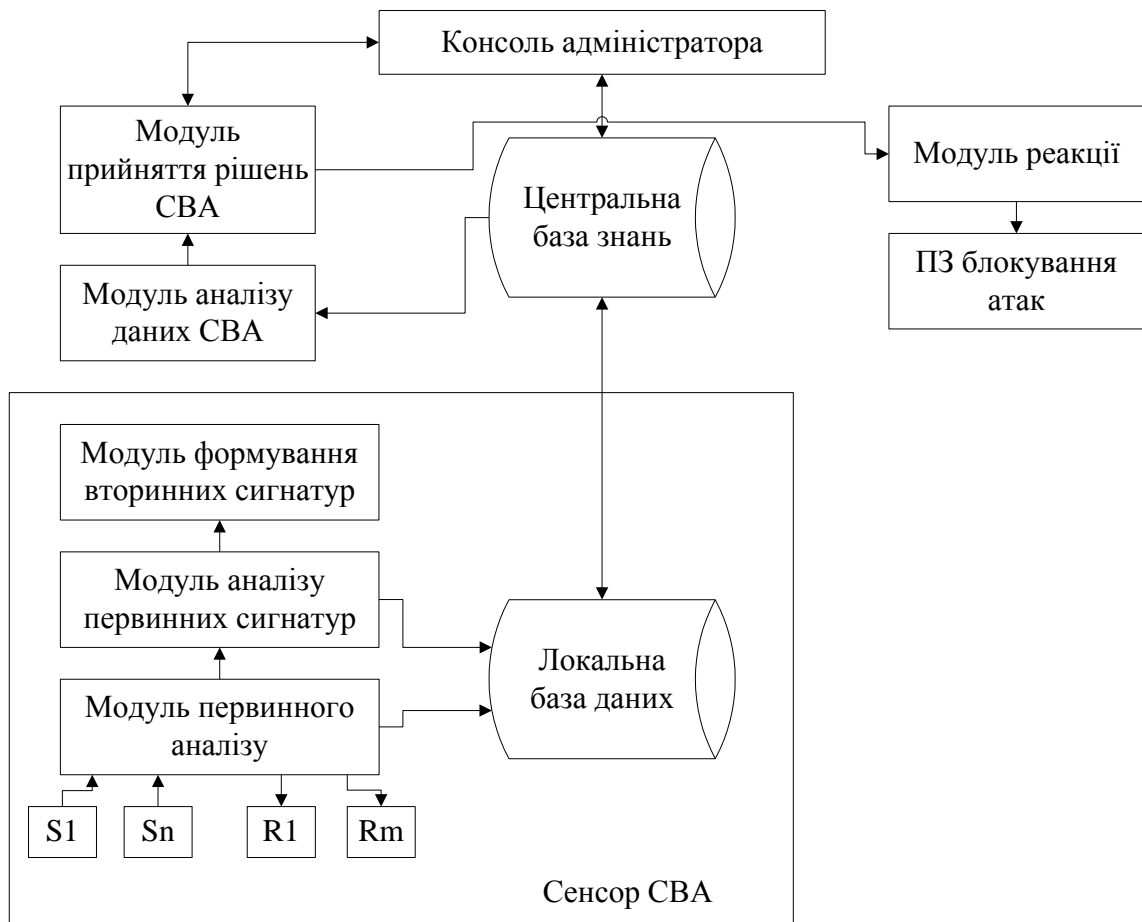 Консоль адміністратора
Модуль
прийняття рішень
СВА
Модуль реакції
Центральна
база знань
ПЗ блокування
атак
Модуль аналізу
даних СВА
Модуль формування
вторинних сигнатур
Модуль аналізу
первинних сигнатур
Локальна
база даних
Модуль первинного
аналізу
S1
Sn
R1
Rm
Сенсор СВА